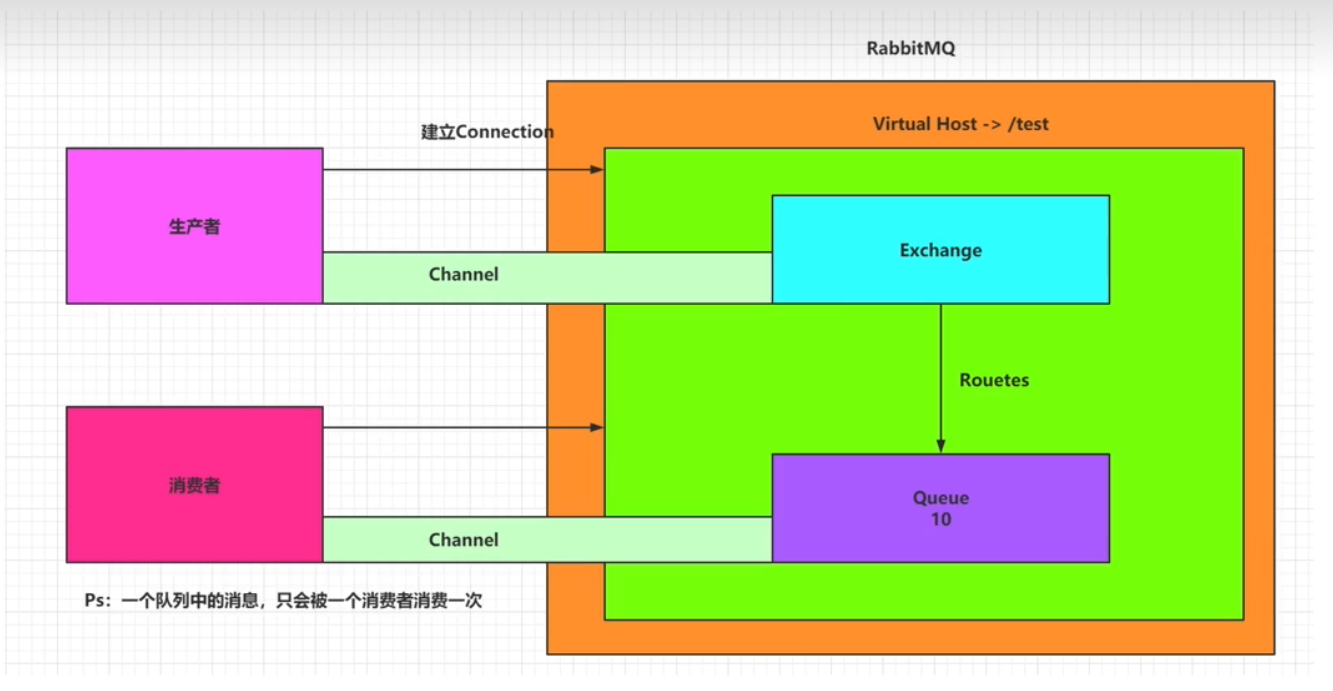 RabbitMQ
建立Connection
Virtual Host -> /test
生产者
Exchange
Channel
Rouetes
消费者
Queue
10
Channel
Ps：一个队列中的消息，只会被一个消费者消费一次